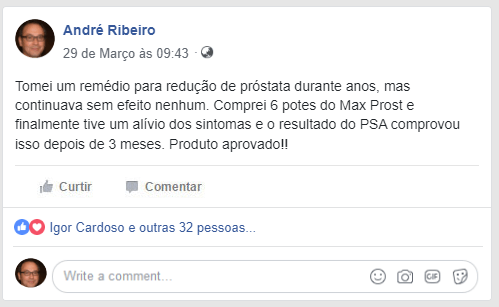 André Ribeiro
29 de Março às 09:43 ·
Tomei um remédio para redução de próstata durante anos, mas
continuava sem efeito nenhum. Comprei 6 potes do Max Prost e
finalmente tive um alívio dos sintomas e o resultado do PSA comprovou
isso depois de 3 meses. Produto aprovado!!
Curtir Comentar
Igor Cardoso e outras 32 pessoas...
Write a comment... GIF